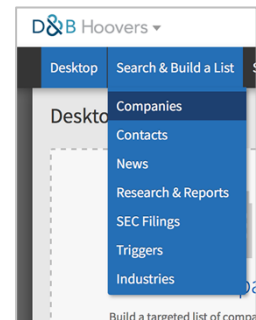 D&B Hoovers
Desktop Search & Build a List
Companies
Deskto
Contacts
News
Research & Reports
SEC Filings
Triggers
Industries
Build a targeted list of compa